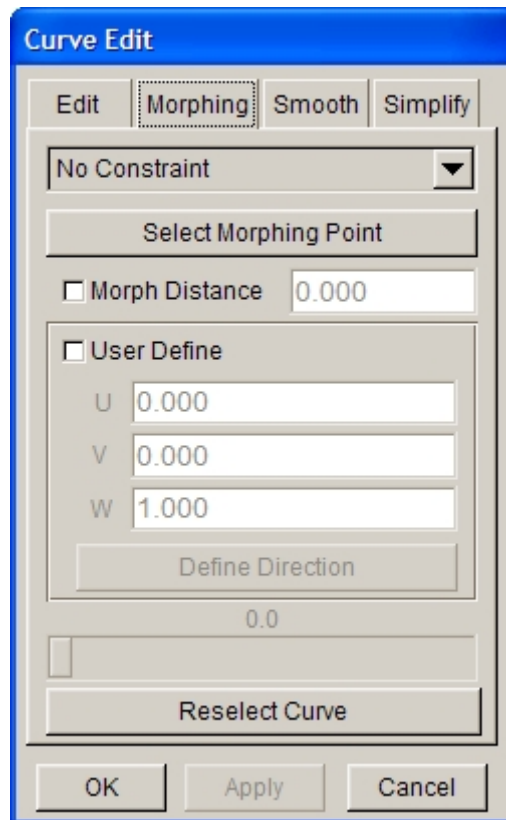 Curve Edit
Edit Morphing Smooth Simplify
No Constraint
Select Morphing Point
Morph Distance 0.000
User Define
U 0.000
V 0.000
W 1.000
Define Direction
0.0
Reselect Curve
OK Apply Cancel